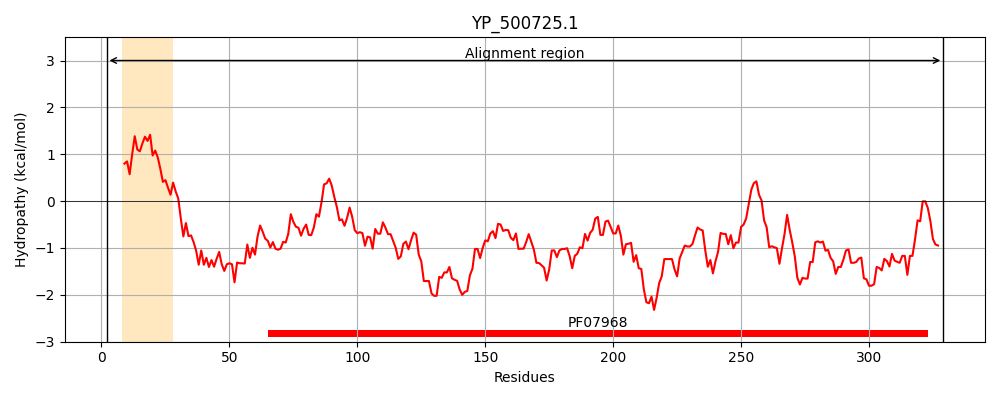 YP_500725.1
Alignment region
3
2
1
0
−1
−2
−3
Hydropathy (kcal/mol)
PF07968
0 50 100 150 200 250 300
Residues